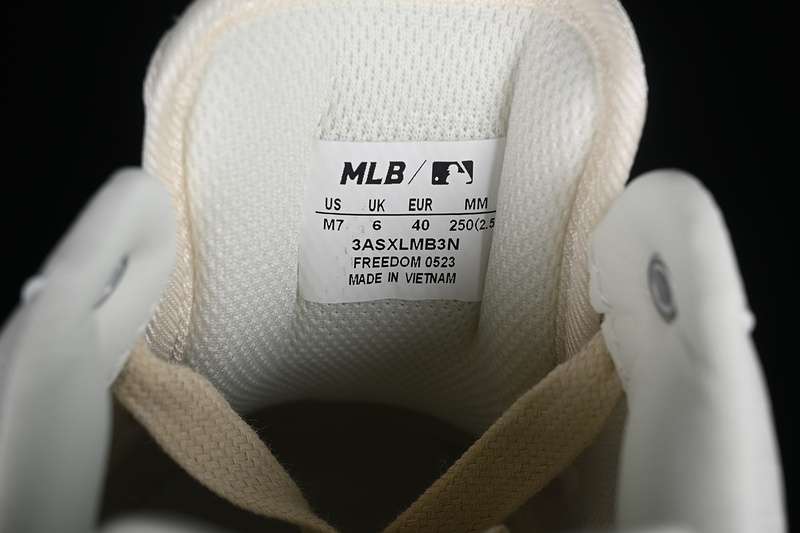 MLB/
US UK EUR MM
M7 6 40 250(2.5
3ASXLMB3N
FREEDOM 0523
MADE IN VIETNAM